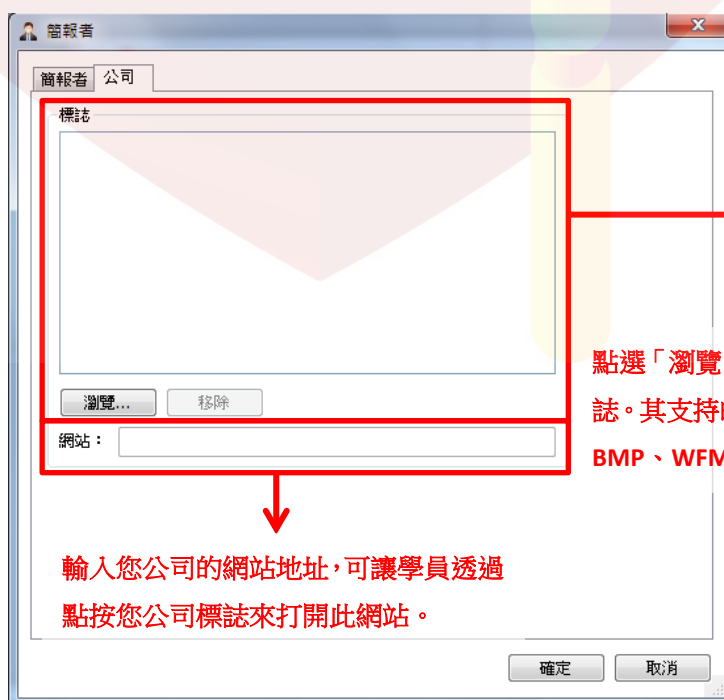 簡報者
簡報者 公司
標誌
點選「瀏覽
瀏覽... 移除
誌。其支持
網站：
BMP、WFM
輸入您公司的網站地址，可讓學員透過
點按您公司標誌來打開此網站。
確定 取消